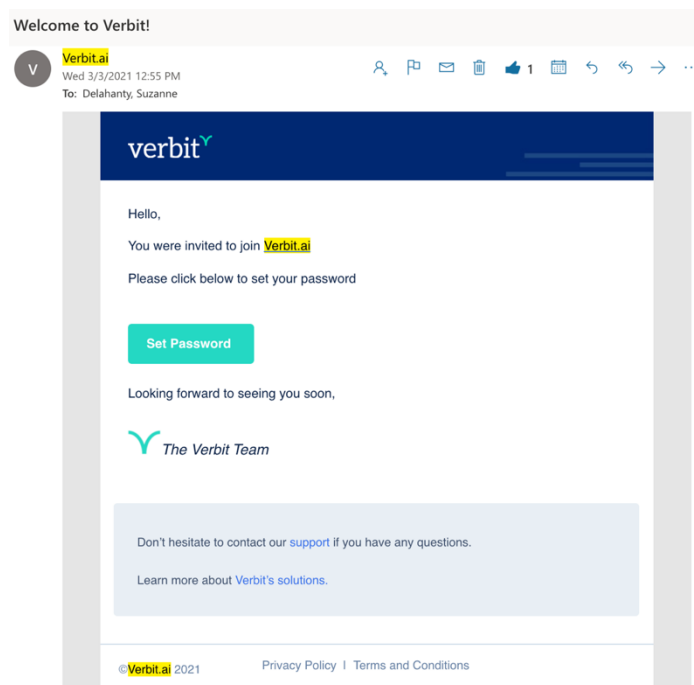 Welcome to Verbit!
V
Verbit.ai
Wed 3/3/2021 12:55 PM
1
To: Delahanty, Suzanne
verbit
Hello,
You were invited to join Verbit.ai
Please click below to set your password
Set Password
Looking forward to seeing you soon,
The Verbit Team
Don't hesitate to contact our support if you have any questions.
Learn more about Verbit's solutions.
©Verbit.ai 2021 Privacy Policy | Terms and Conditions